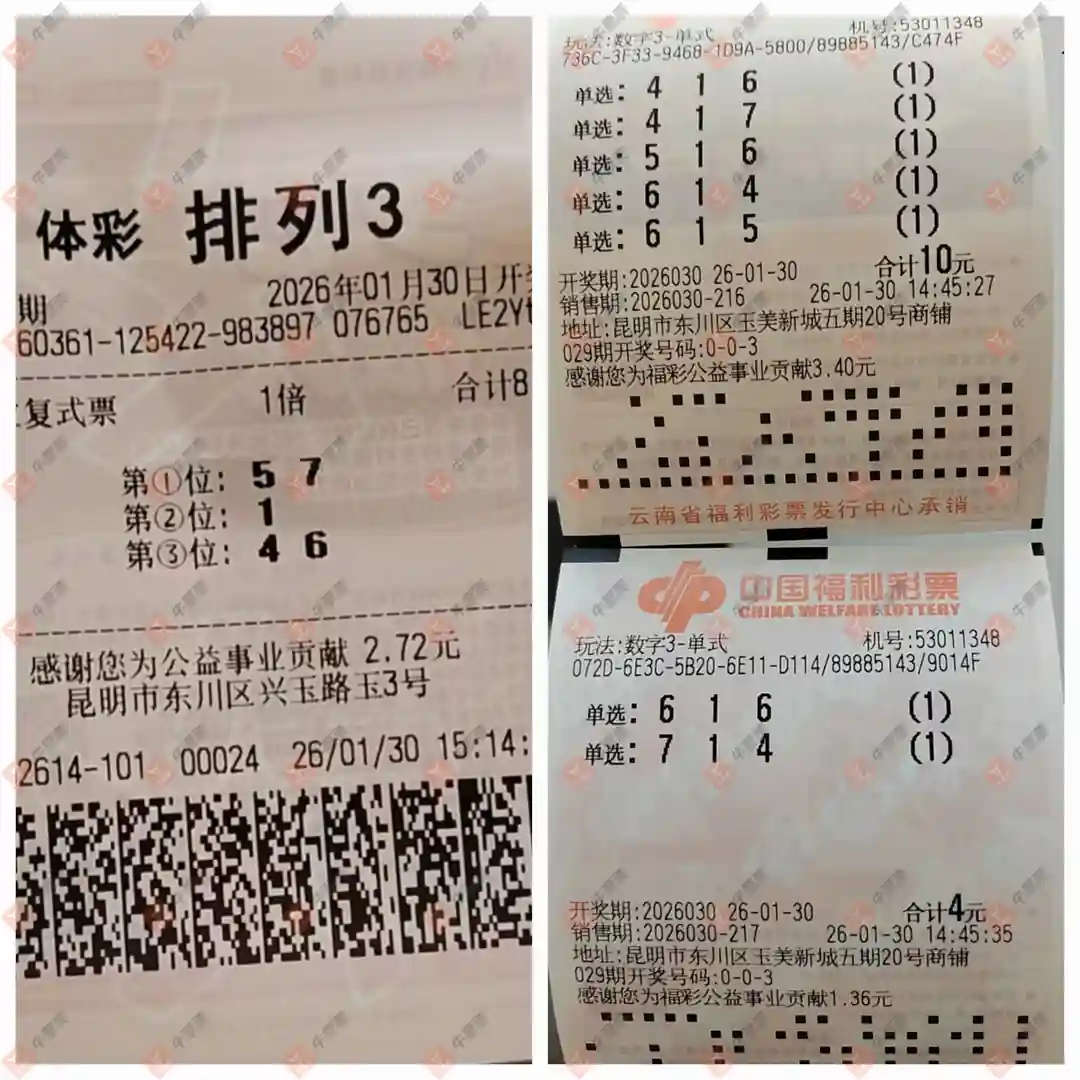 体彩 排列3
期 2026年01月30日开奖
60361-125422-983897 076765 LE2Y
复式票 1倍 合计8
第①位: 5 7
第②位: 1
第③位: 4 6
感谢您为公益事业贡献 2.72元
昆明市东川区兴玉路玉3号
2614-101 00024 26/01/30 15:14:
玩法:数字3-单式 机号:53011348
736C-3F33-9468-1D9A-5800/89885143/C474F
单选: 4 1 6 (1)
单选: 4 1 7 (1)
单选: 5 1 6 (1)
单选: 6 1 4 (1)
单选: 6 1 5 (1)
开奖期:2026030 26-01-30 合计10元
销售期:2026030-216 26-01-30 14:45:27
地址:昆明市东川区玉美新城五期20号商铺
029期开奖号码:0-0-3
感谢您为福彩公益事业贡献3.40元
云南省福利彩票发行中心承销
中国福利彩票
CHINA WELFARE LOTTERY
玩法:数字3-单式 机号:53011348
072D-6E3C-5B20-6E11-D114/89885143/9014F
单选: 6 1 6 (1)
单选: 7 1 4 (1)
开奖期:2026030 26-01-30 合计4元
销售期:2026030-217 26-01-30 14:45:35
地址:昆明市东川区玉美新城五期20号商铺
029期开奖号码:0-0-3
感谢您为福彩公益事业贡献1.36元